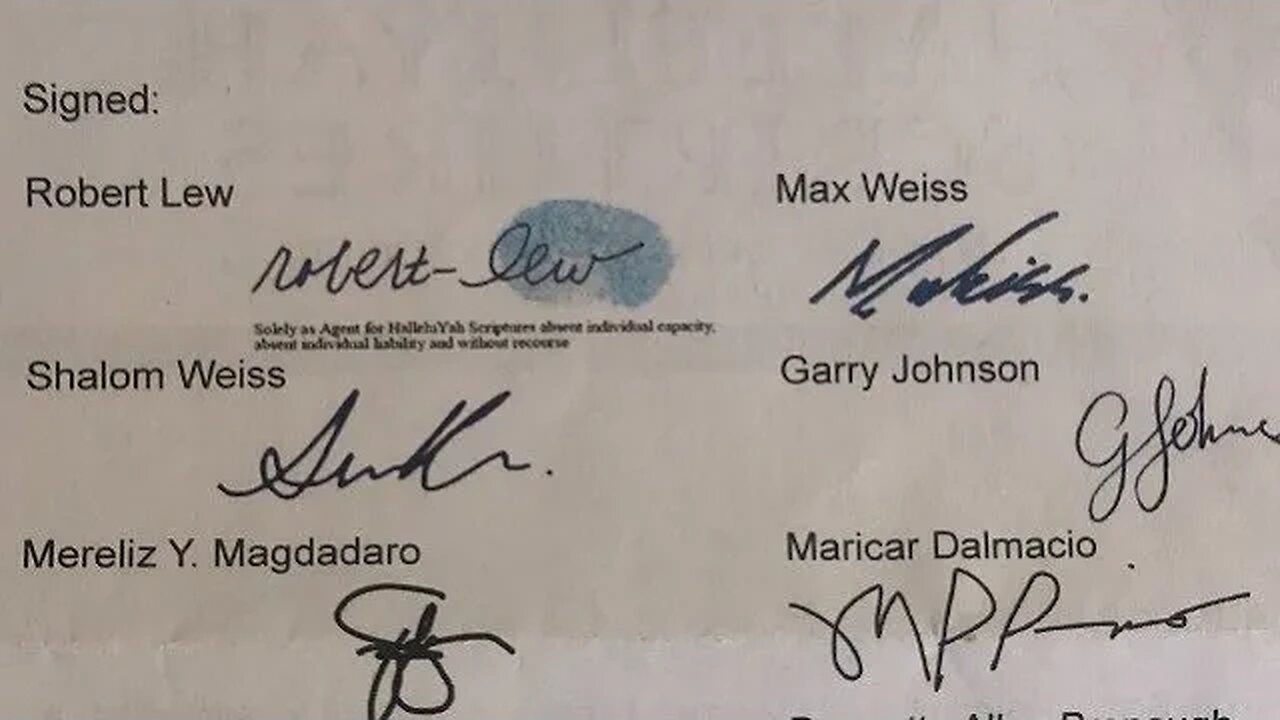 Signed:
Robert Lew
Max Weiss
robert-lew
Solely as Agent for HalleluYah Scriptures absent individual capacity,
absent individual liability and without recourse
Shalom Weiss
Garry Johnson
Mereliz Y. Magdadaro
Maricar Dalmacio